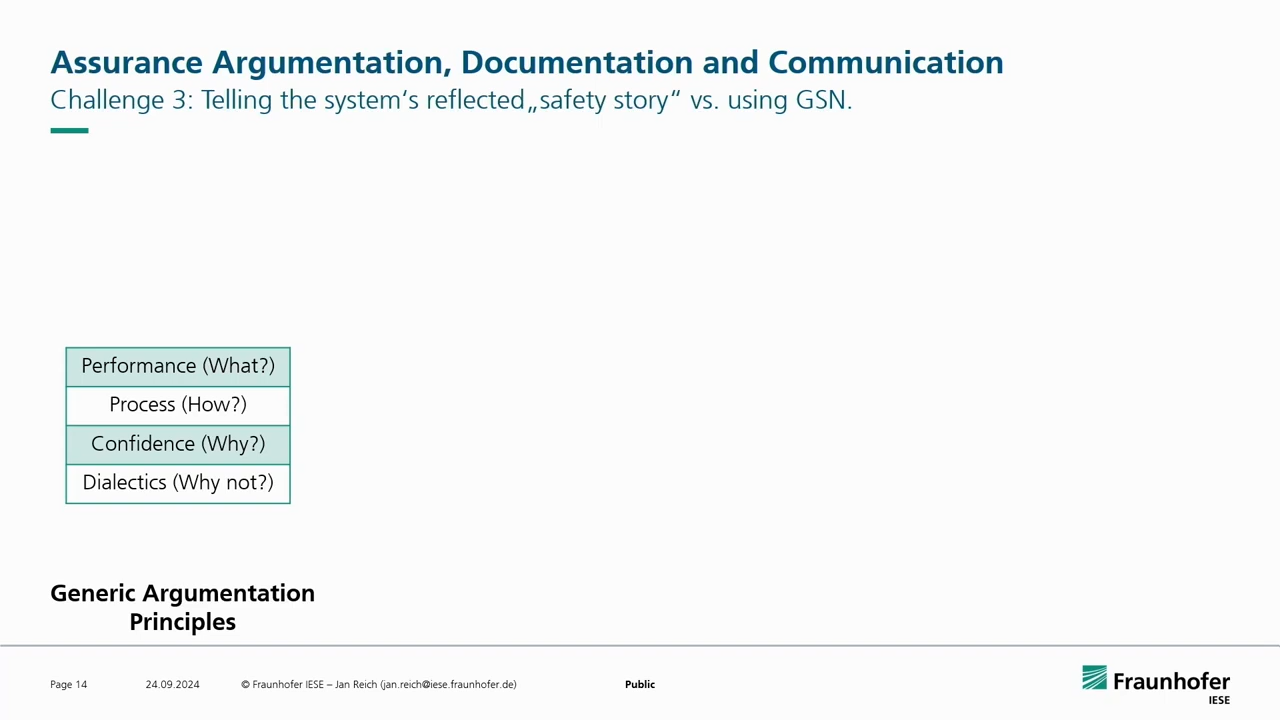 Assurance Argumentation, Documentation and Communication
Challenge 3: Telling the system‘s reflected „safety story“ vs. using GSN.
Performance (What?)
Process (How?)
Confidence (Why?)
Dialectics (Why not?)
Generic Argumentation
Principles
Page 14 24.09.2024 © Fraunhofer IESE – Jan Reich (jan.reich@iese.fraunhofer.de) Public
Fraunhofer
IESE